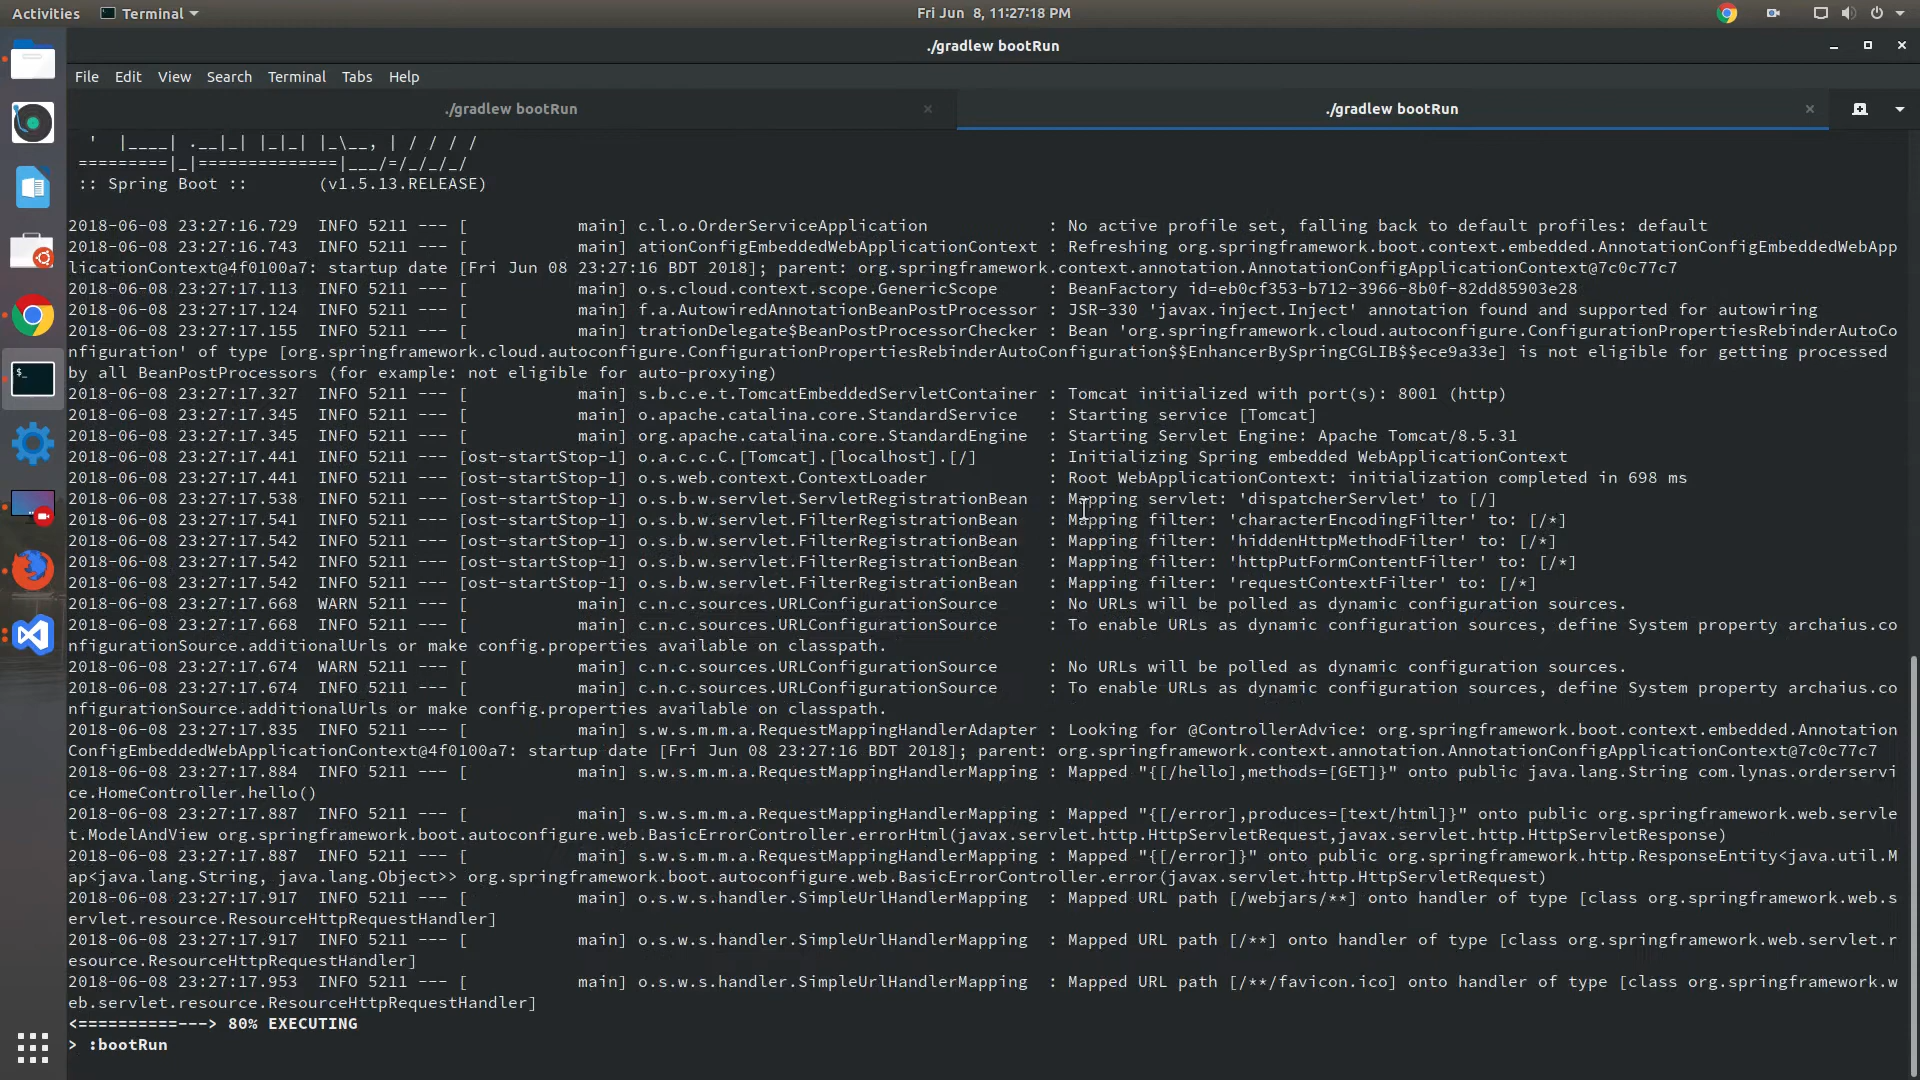 Activities Terminal Fri Jun 8, 11:27:18 PM
./gradlew bootRun
File Edit View Search Terminal Tabs Help
./gradlew bootRun × ./gradlew bootRun ×
' |____| .__|_| |_|_| |_\__, | / / / /
=========|_|==============|___/=/_/_/_/
:: Spring Boot :: (v1.5.13.RELEASE)
2018-06-08 23:27:16.729 INFO 5211 --- [ main] c.l.o.OrderServiceApplication : No active profile set, falling back to default profiles: default
2018-06-08 23:27:16.743 INFO 5211 --- [ main] ationConfigEmbeddedWebApplicationContext : Refreshing org.springframework.boot.context.embedded.AnnotationConfigEmbeddedWebApp
licationContext@4f0100a7: startup date [Fri Jun 08 23:27:16 BDT 2018]; parent: org.springframework.context.annotation.AnnotationConfigApplicationContext@7c0c77c7
2018-06-08 23:27:17.113 INFO 5211 --- [ main] o.s.cloud.context.scope.GenericScope : BeanFactory id=eb0cf353-b712-3966-8b0f-82dd85903e28
2018-06-08 23:27:17.124 INFO 5211 --- [ main] f.a.AutowiredAnnotationBeanPostProcessor : JSR-330 'javax.inject.Inject' annotation found and supported for autowiring
2018-06-08 23:27:17.155 INFO 5211 --- [ main] trationDelegate$BeanPostProcessorChecker : Bean 'org.springframework.cloud.autoconfigure.ConfigurationPropertiesRebinderAutoCo
nfiguration' of type [org.springframework.cloud.autoconfigure.ConfigurationPropertiesRebinderAutoConfiguration$$EnhancerBySpringCGLIB$$ece9a33e] is not eligible for getting processed
by all BeanPostProcessors (for example: not eligible for auto-proxying)
2018-06-08 23:27:17.327 INFO 5211 --- [ main] s.b.c.e.t.TomcatEmbeddedServletContainer : Tomcat initialized with port(s): 8001 (http)
2018-06-08 23:27:17.345 INFO 5211 --- [ main] o.apache.catalina.core.StandardService : Starting service [Tomcat]
2018-06-08 23:27:17.345 INFO 5211 --- [ main] org.apache.catalina.core.StandardEngine : Starting Servlet Engine: Apache Tomcat/8.5.31
2018-06-08 23:27:17.441 INFO 5211 --- [ost-startStop-1] o.a.c.c.C.[Tomcat].[localhost].[/] : Initializing Spring embedded WebApplicationContext
2018-06-08 23:27:17.441 INFO 5211 --- [ost-startStop-1] o.s.web.context.ContextLoader : Root WebApplicationContext: initialization completed in 698 ms
2018-06-08 23:27:17.538 INFO 5211 --- [ost-startStop-1] o.s.b.w.servlet.ServletRegistrationBean : Mapping servlet: 'dispatcherServlet' to [/]
2018-06-08 23:27:17.541 INFO 5211 --- [ost-startStop-1] o.s.b.w.servlet.FilterRegistrationBean : Mapping filter: 'characterEncodingFilter' to: [/*]
2018-06-08 23:27:17.542 INFO 5211 --- [ost-startStop-1] o.s.b.w.servlet.FilterRegistrationBean : Mapping filter: 'hiddenHttpMethodFilter' to: [/*]
2018-06-08 23:27:17.542 INFO 5211 --- [ost-startStop-1] o.s.b.w.servlet.FilterRegistrationBean : Mapping filter: 'httpPutFormContentFilter' to: [/*]
2018-06-08 23:27:17.542 INFO 5211 --- [ost-startStop-1] o.s.b.w.servlet.FilterRegistrationBean : Mapping filter: 'requestContextFilter' to: [/*]
2018-06-08 23:27:17.668 WARN 5211 --- [ main] c.n.c.sources.URLConfigurationSource : No URLs will be polled as dynamic configuration sources.
2018-06-08 23:27:17.668 INFO 5211 --- [ main] c.n.c.sources.URLConfigurationSource : To enable URLs as dynamic configuration sources, define System property archaius.co
nfigurationSource.additionalUrls or make config.properties available on classpath.
2018-06-08 23:27:17.674 WARN 5211 --- [ main] c.n.c.sources.URLConfigurationSource : No URLs will be polled as dynamic configuration sources.
2018-06-08 23:27:17.674 INFO 5211 --- [ main] c.n.c.sources.URLConfigurationSource : To enable URLs as dynamic configuration sources, define System property archaius.co
nfigurationSource.additionalUrls or make config.properties available on classpath.
2018-06-08 23:27:17.835 INFO 5211 --- [ main] s.w.s.m.m.a.RequestMappingHandlerAdapter : Looking for @ControllerAdvice: org.springframework.boot.context.embedded.Annotation
ConfigEmbeddedWebApplicationContext@4f0100a7: startup date [Fri Jun 08 23:27:16 BDT 2018]; parent: org.springframework.context.annotation.AnnotationConfigApplicationContext@7c0c77c7
2018-06-08 23:27:17.884 INFO 5211 --- [ main] s.w.s.m.m.a.RequestMappingHandlerMapping : Mapped "{[/hello],methods=[GET]}" onto public java.lang.String com.lynas.orderservi
ce.HomeController.hello()
2018-06-08 23:27:17.887 INFO 5211 --- [ main] s.w.s.m.m.a.RequestMappingHandlerMapping : Mapped "{[/error],produces=[text/html]}" onto public org.springframework.web.servle
t.ModelAndView org.springframework.boot.autoconfigure.web.BasicErrorController.errorHtml(javax.servlet.http.HttpServletRequest,javax.servlet.http.HttpServletResponse)
2018-06-08 23:27:17.887 INFO 5211 --- [ main] s.w.s.m.m.a.RequestMappingHandlerMapping : Mapped "{[/error]}" onto public org.springframework.http.ResponseEntity<java.util.M
ap<java.lang.String, java.lang.Object>> org.springframework.boot.autoconfigure.web.BasicErrorController.error(javax.servlet.http.HttpServletRequest)
2018-06-08 23:27:17.917 INFO 5211 --- [ main] o.s.w.s.handler.SimpleUrlHandlerMapping : Mapped URL path [/webjars/**] onto handler of type [class org.springframework.web.s
ervlet.resource.ResourceHttpRequestHandler]
2018-06-08 23:27:17.917 INFO 5211 --- [ main] o.s.w.s.handler.SimpleUrlHandlerMapping : Mapped URL path [/**] onto handler of type [class org.springframework.web.servlet.r
esource.ResourceHttpRequestHandler]
2018-06-08 23:27:17.953 INFO 5211 --- [ main] o.s.w.s.handler.SimpleUrlHandlerMapping : Mapped URL path [/**/favicon.ico] onto handler of type [class org.springframework.w
eb.servlet.resource.ResourceHttpRequestHandler]
<==========---> 80% EXECUTING
> :bootRun